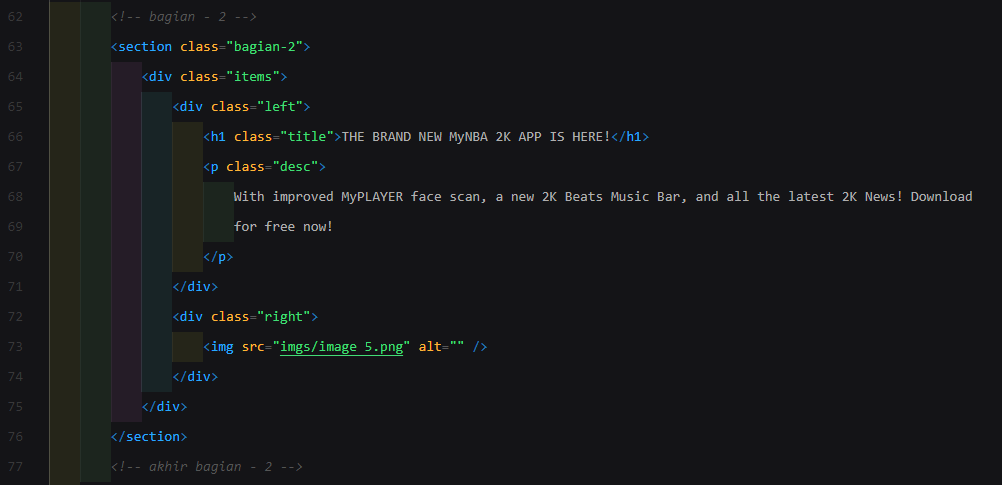 62 <!-- bagian - 2 -->
63 <section class="bagian-2">
64 <div class="items">
65 <div class="left">
66 <h1 class="title">THE BRAND NEW MyNBA 2K APP IS HERE!</h1>
67 <p class="desc">
68 With improved MyPLAYER face scan, a new 2K Beats Music Bar, and all the latest 2K News! Download
69 for free now!
70 </p>
71 </div>
72 <div class="right">
73 <img src="imgs/image 5.png" alt="" />
74 </div>
75 </div>
76 </section>
77 <!-- akhir bagian - 2 -->